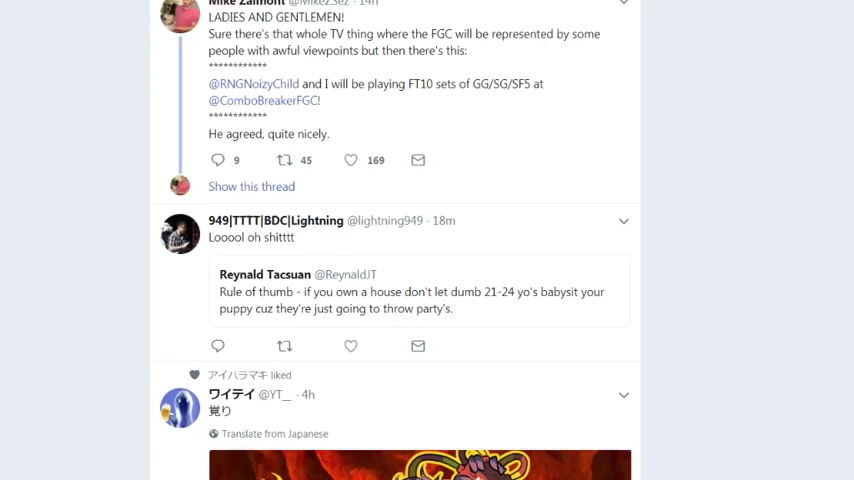 Mike Zaimont @MikeZSez · 14h
LADIES AND GENTLEMEN!
Sure there's that whole TV thing where the FGC will be represented by some
people with awful viewpoints but then there's this:
************
@RNGNoizyChild and I will be playing FT10 sets of GG/SG/SF5 at
@ComboBreakerFGC!
************
He agreed, quite nicely.
9 45 169
Show this thread
949|TTTT|BDC|Lightning @lightning949 · 18m
Looool oh shitttt
Reynald Tacsuan @ReynaldJT
Rule of thumb - if you own a house don't let dumb 21-24 yo's babysit your
puppy cuz they're just going to throw party's.
アイハラマキ liked
ワイテイ @YT__ · 4h
覚り
Translate from Japanese